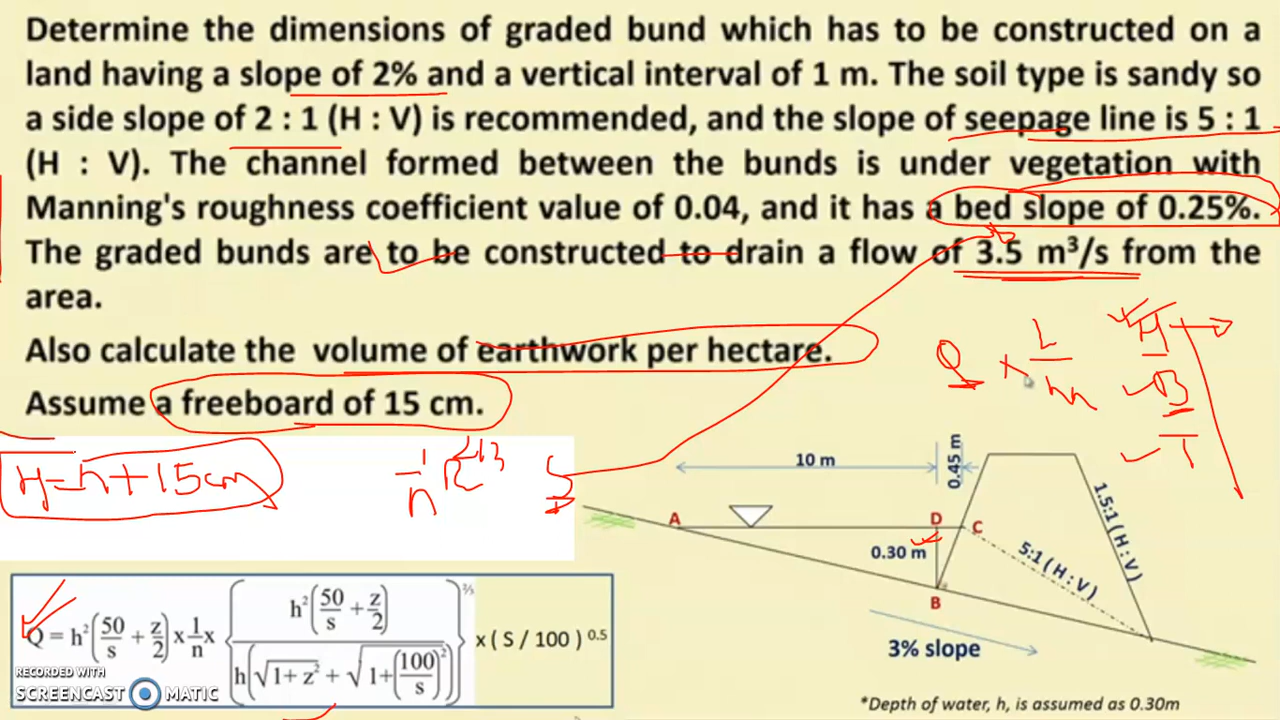 Determine the dimensions of graded bund which has to be constructed on a
land having a slope of 2% and a vertical interval of 1 m. The soil type is sandy so
a side slope of 2 : 1 (H : V) is recommended, and the slope of seepage line is 5 : 1
(H : V). The channel formed between the bunds is under vegetation with
Manning's roughness coefficient value of 0.04, and it has a bed slope of 0.25%.
The graded bunds are to be constructed to drain a flow of 3.5 m³/s from the
area.
Also calculate the volume of earthwork per hectare.
Assume a freeboard of 15 cm.
H = h + 15cm
1/n R^2/3 S
Q
H
B
T
10 m
0.45 m
A
D
C
0.30 m
B
5:1 (H : V)
1.5:1 (H : V)
3% slope
*Depth of water, h, is assumed as 0.30m
Q = h² (50/s + z/2) x 1/n x { h² (50/s + z/2) / h (√1+z² + √1+(100/s)²) }^⅔ x ( S / 100 ) ^0.5
RECORDED WITH
SCREENCAST MATIC